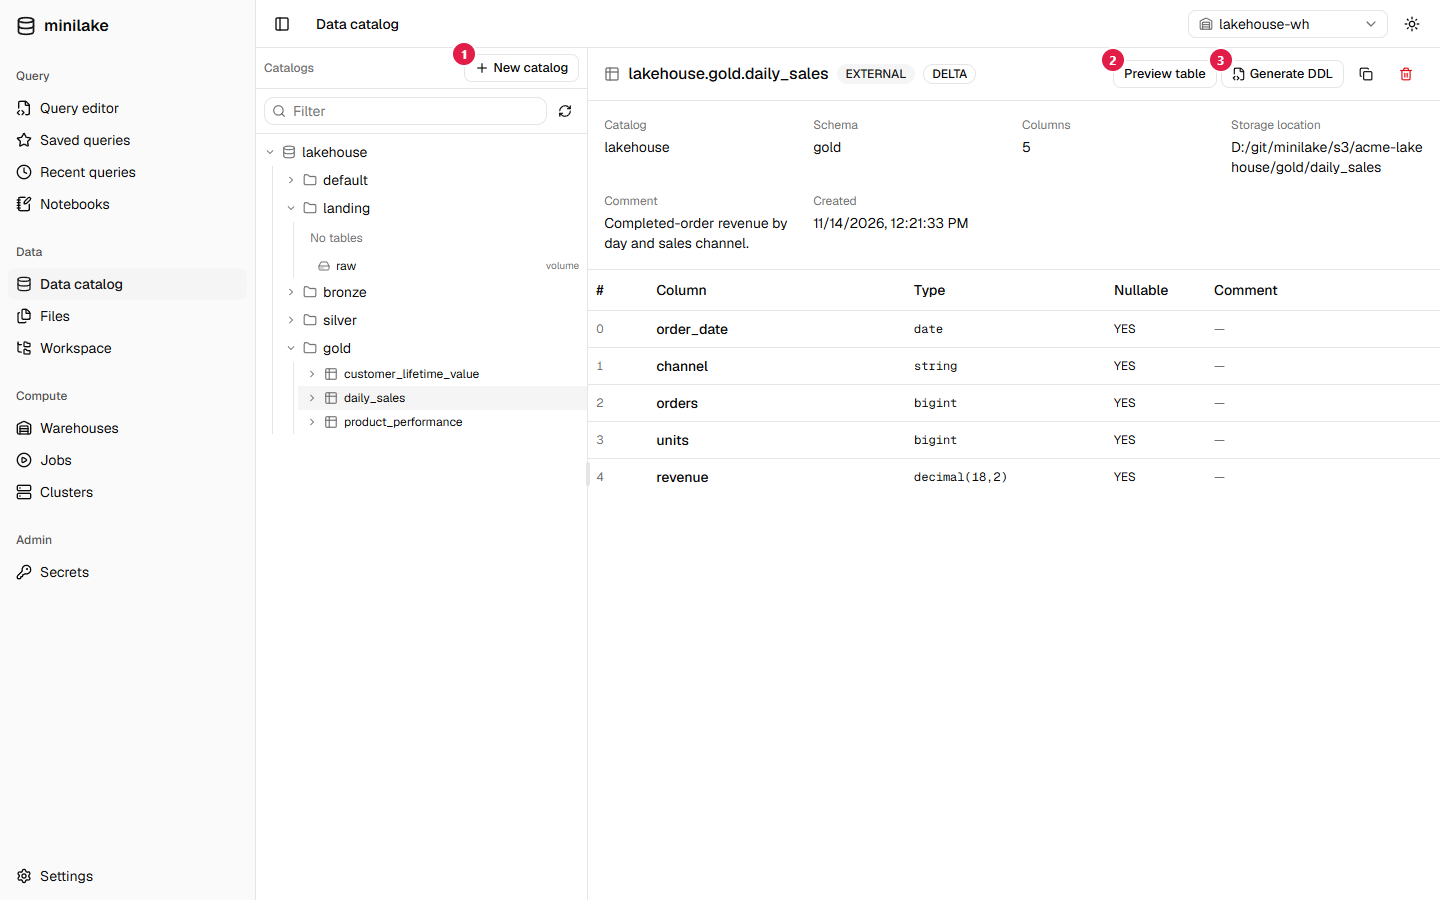 minilake
Query
Query editor
Saved queries
Recent queries
Notebooks
Data
Data catalog
Files
Workspace
Compute
Warehouses
Jobs
Clusters
Admin
Secrets
Settings
Data catalog
lakehouse-wh
Catalogs
1
New catalog
Filter
lakehouse
default
landing
No tables
raw volume
bronze
silver
gold
customer_lifetime_value
daily_sales
product_performance
lakehouse.gold.daily_sales EXTERNAL DELTA
2
Preview table
3
Generate DDL
Catalog
lakehouse
Schema
gold
Columns
5
Storage location
D:/git/minilake/s3/acme-lake
house/gold/daily_sales
Comment
Completed-order revenue by
day and sales channel.
Created
11/14/2026, 12:21:33 PM
# Column Type Nullable Comment
0 order_date date YES —
1 channel string YES —
2 orders bigint YES —
3 units bigint YES —
4 revenue decimal(18,2) YES —